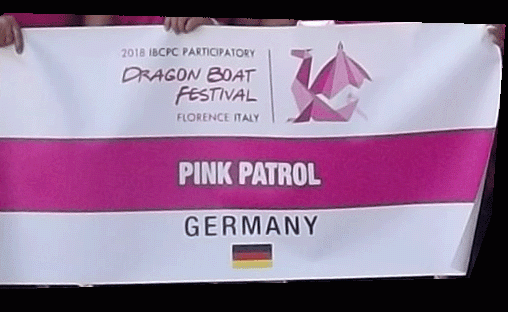 2018 IBCPC PARTICIPATORY
DRAGON BOAT
FESTIVAL
FLORENCE ITALY
PINK PATROL
GERMANY